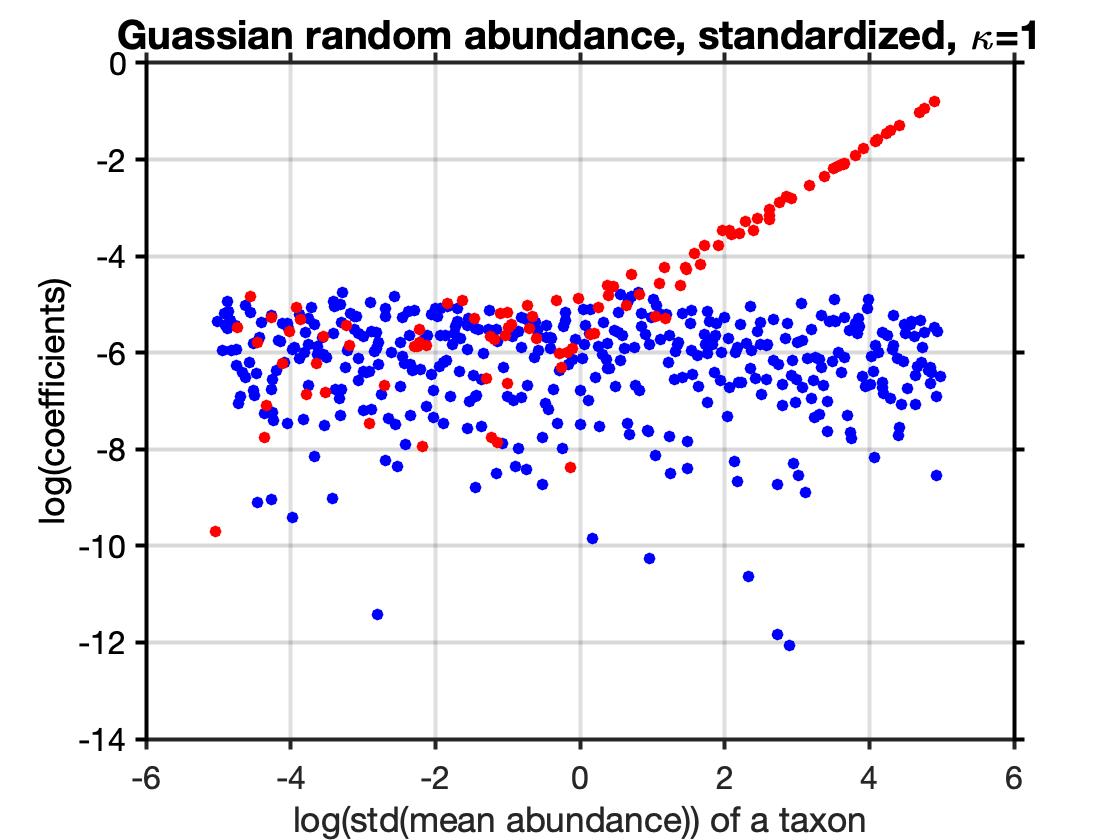 Guassian random abundance, standardized, κ=1
0
-2
-4
-6
-8
-10
-12
-14
log(coefficients)
-6 -4 -2 0 2 4 6
log(std(mean abundance)) of a taxon